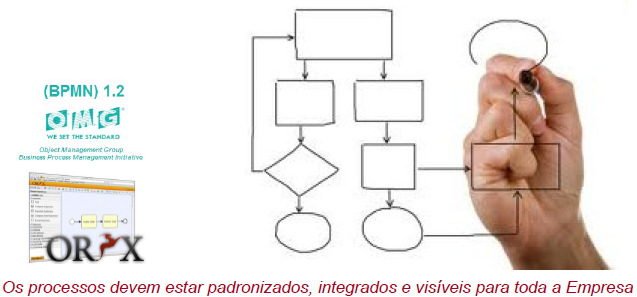 (BPMN) 1.2
OMG
WE SET THE STANDARD
Object Management Group
Business Process Management Initiative
ORYX
Os processos devem estar padronizados, integrados e visíveis para toda a Empresa